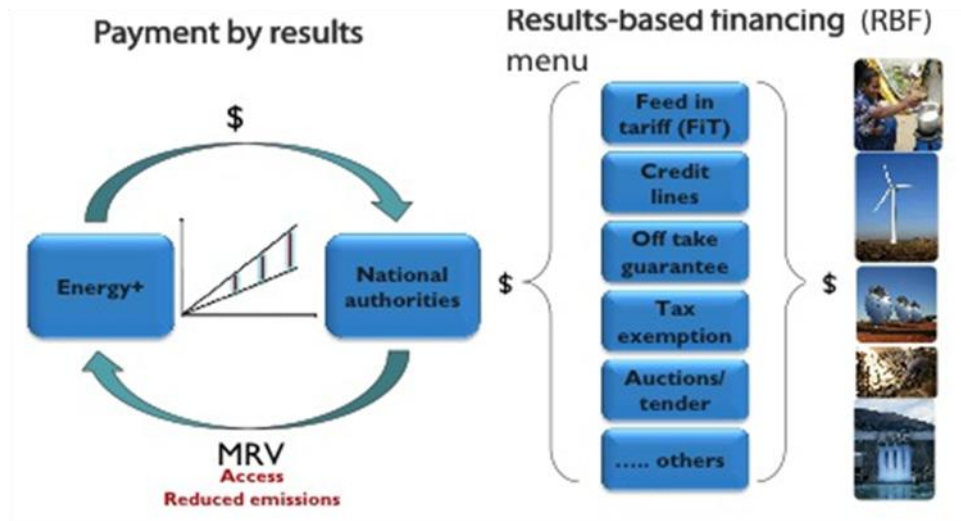 Payment by results
$
Energy+
National
authorities
MRV
Access
Reduced emissions
Results-based financing (RBF)
menu
$
Feed in
tariff (FiT)
Credit
lines
Off take
guarantee
Tax
exemption
Auctions/
tender
..... others
$